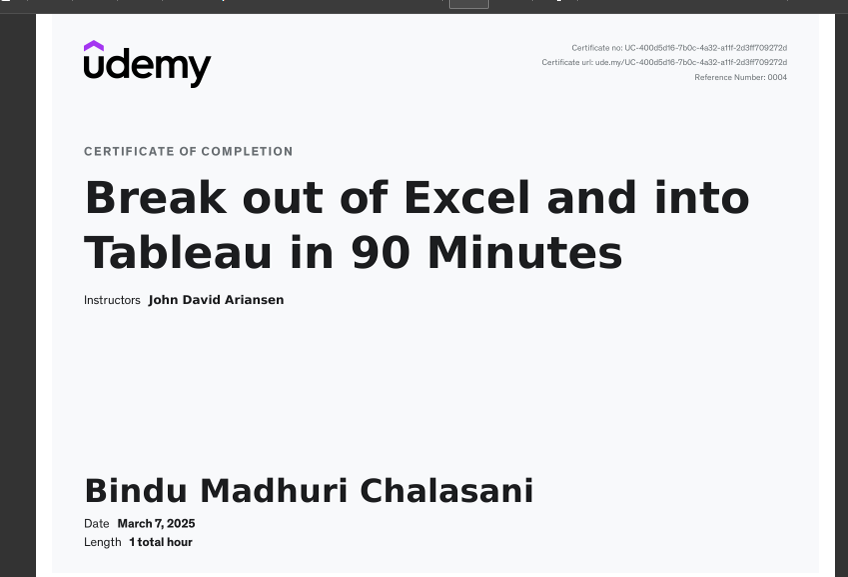 udemy
Certificate no: UC-400d5d16-7b0c-4a32-a11f-2d3ff709272d
Certificate url: ude.my/UC-400d5d16-7b0c-4a32-a11f-2d3ff709272d
Reference Number: 0004
CERTIFICATE OF COMPLETION
Break out of Excel and into
Tableau in 90 Minutes
Instructors John David Ariansen
Bindu Madhuri Chalasani
Date March 7, 2025
Length 1 total hour